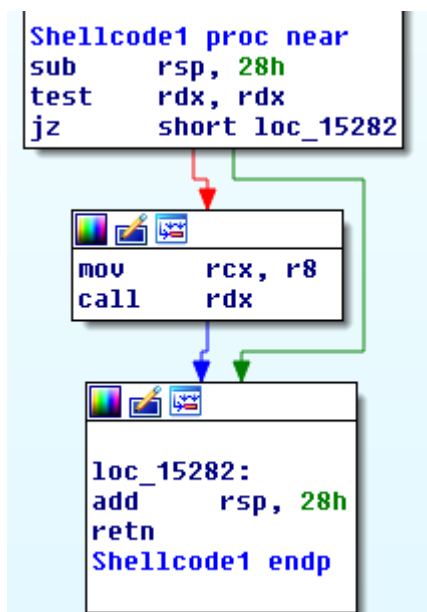 Shellcode1 proc near
sub rsp, 28h
test rdx, rdx
jz short loc_15282
mov rcx, r8
call rdx
loc_15282:
add rsp, 28h
retn
Shellcode1 endp